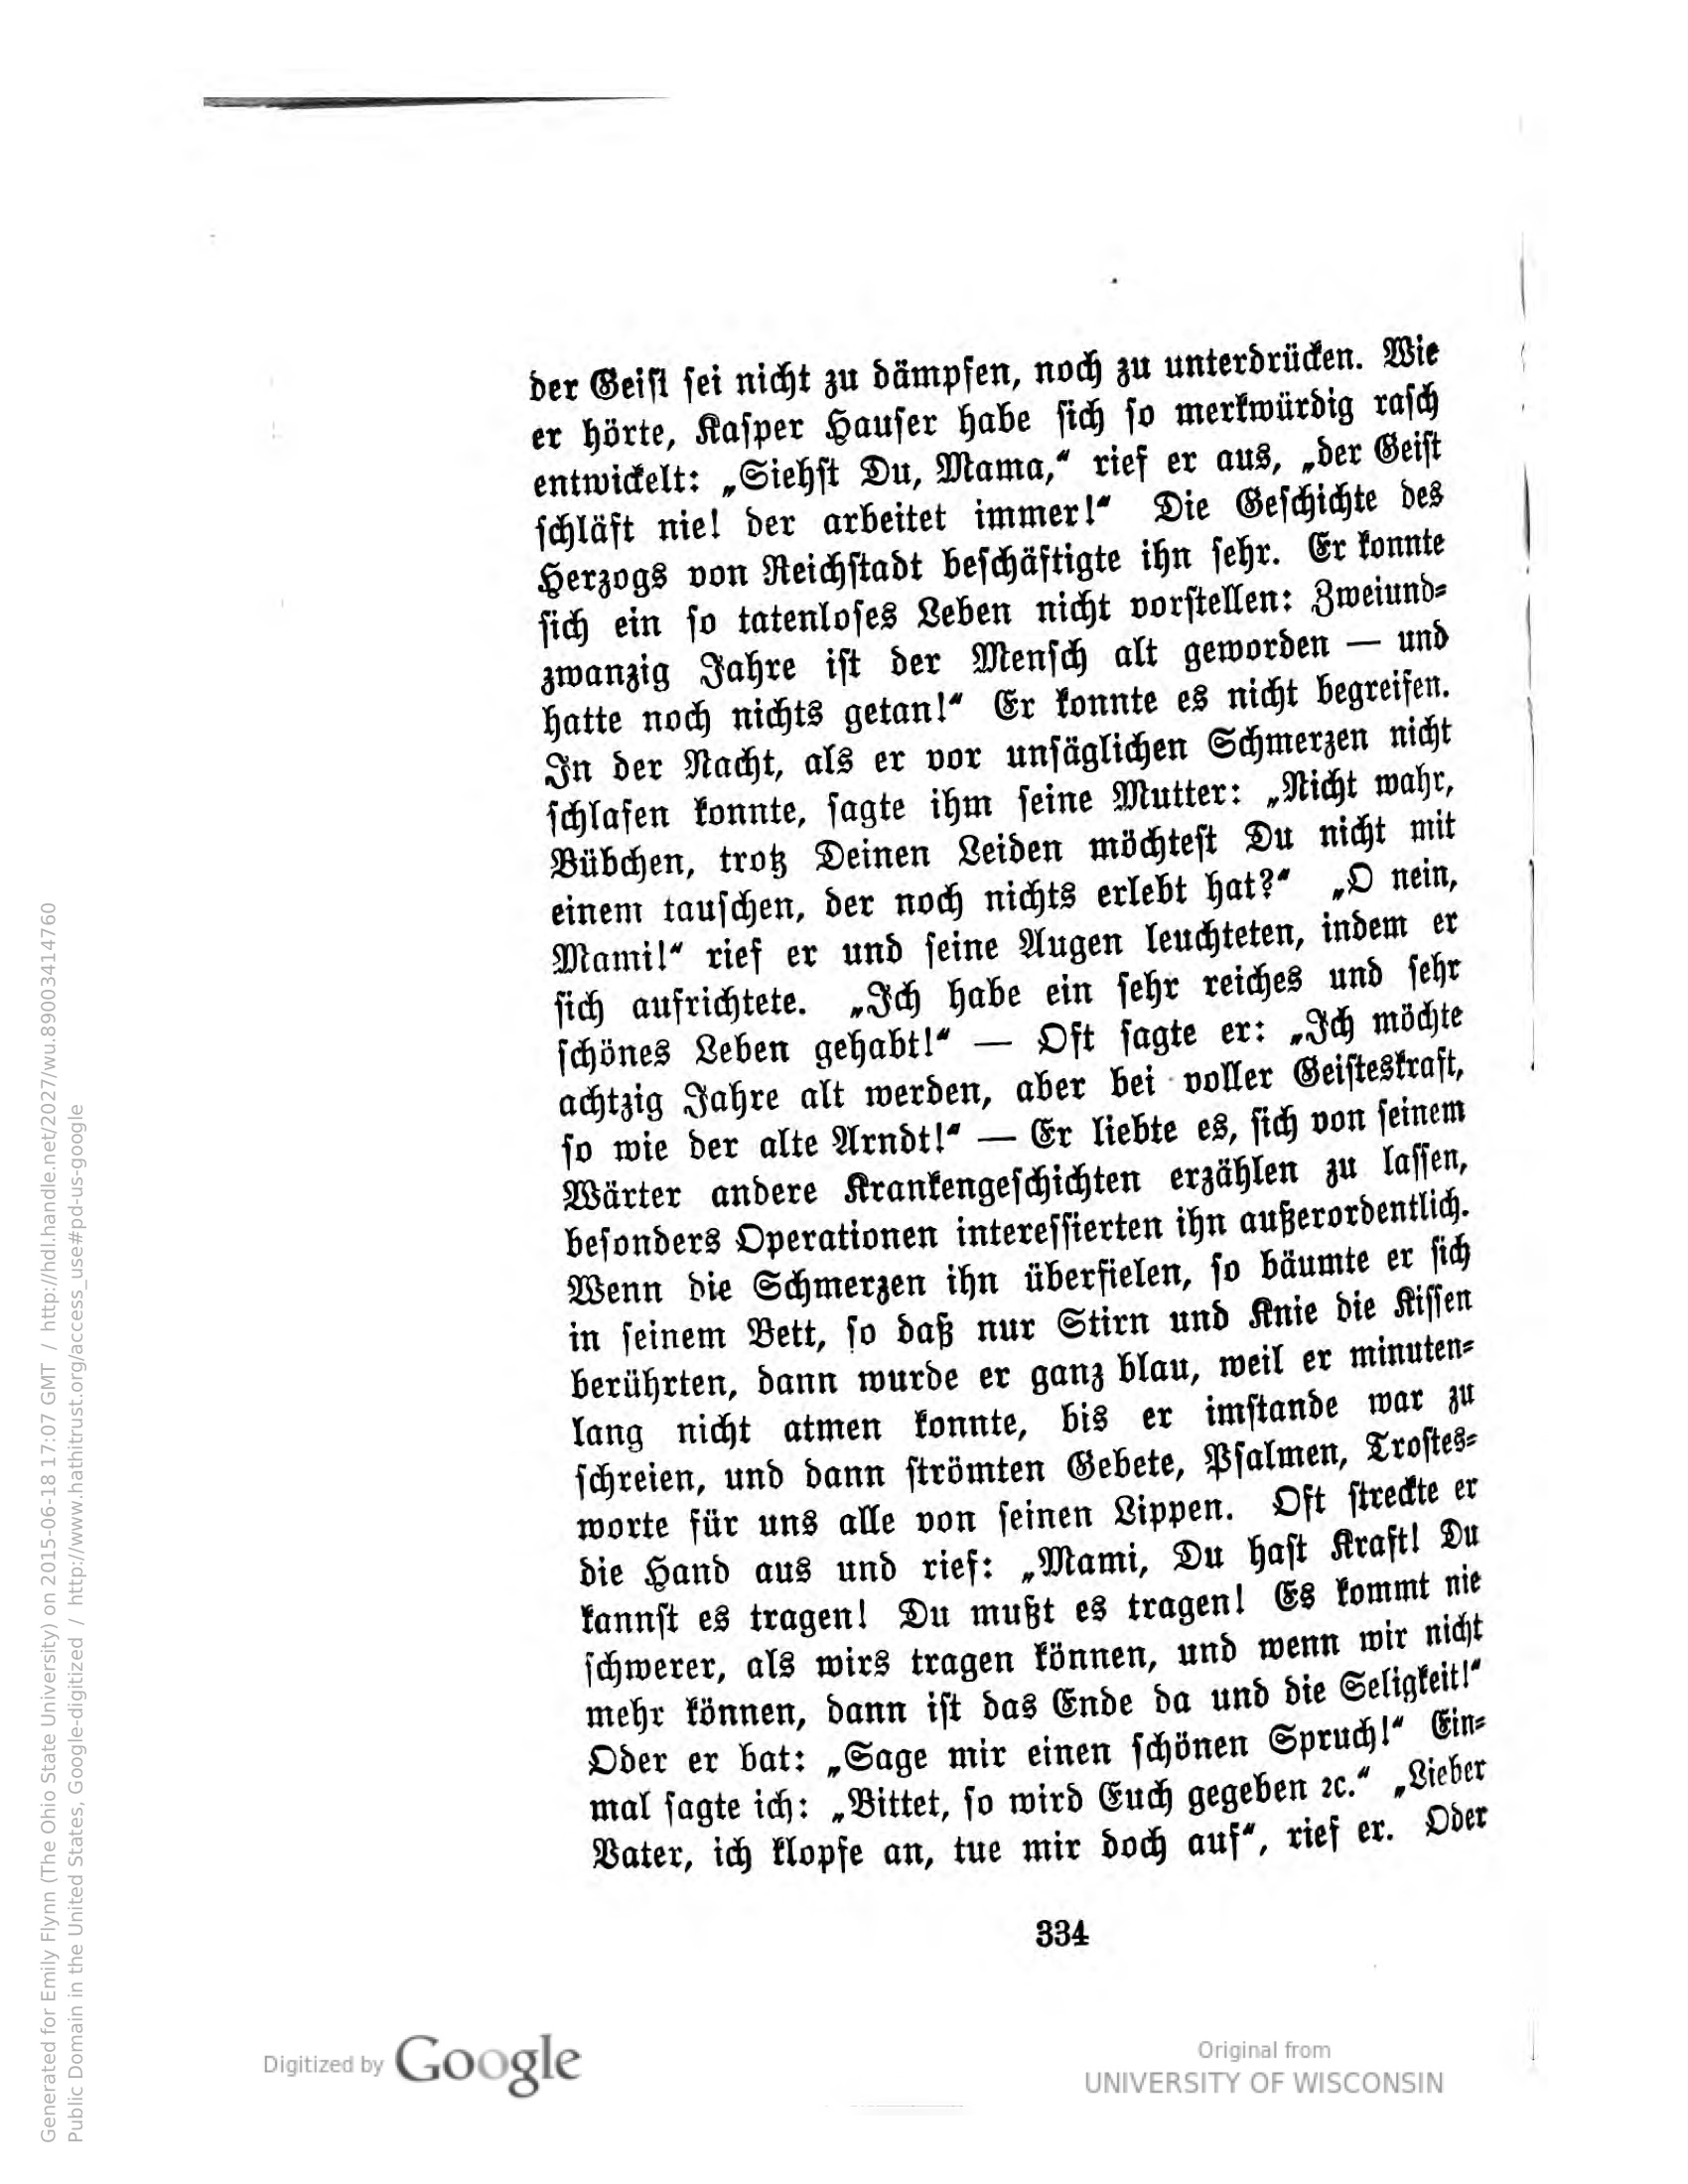 der Geist sei nicht zu dämpfen, noch zu unterdrücken. Wie
er hörte, Kasper Hauser habe sich so merkwürdig rasch
entwickelt: „Siehst Du, Mama,“ rief er aus, „der Geist
schläft nie! der arbeitet immer!“ Die Geschichte des
Herzogs von Reichstadt beschäftigte ihn sehr. Er konnte
sich ein so tatenloses Leben nicht vorstellen: Zweiund-
zwanzig Jahre ist der Mensch alt geworden — und
hatte noch nichts getan!“ Er konnte es nicht begreifen.
In der Nacht, als er vor unsäglichen Schmerzen nicht
schlafen konnte, sagte ihm seine Mutter: „Nicht wahr,
Bübchen, trotz Deinen Leiden möchtest Du nicht mit
einem tauschen, der noch nichts erlebt hat?“ „O nein,
Mami!“ rief er und seine Augen leuchteten, indem er
sich aufrichtete. „Ich habe ein sehr reiches und sehr
schönes Leben gehabt!“ — Oft sagte er: „Ich möchte
achtzig Jahre alt werden, aber bei voller Geisteskraft,
so wie der alte Arndt!“ — Er liebte es, sich von seinem
Wärter andere Krankengeschichten erzählen zu lassen,
besonders Operationen interessierten ihn außerordentlich.
Wenn die Schmerzen ihn überfielen, so bäumte er sich
in seinem Bett, so daß nur Stirn und Knie die Kissen
berührten, dann wurde er ganz blau, weil er minuten-
lang nicht atmen konnte, bis er imstande war zu
schreien, und dann strömten Gebete, Psalmen, Trostes-
worte für uns alle von seinen Lippen. Oft streckte er
die Hand aus und rief: „Mami, Du hast Kraft! Du
kannst es tragen! Du mußt es tragen! Es kommt nie
schwerer, als wirs tragen können, und wenn wir nicht
mehr können, dann ist das Ende da und die Seligkeit!“
Oder er bat: „Sage mir einen schönen Spruch!“ Ein-
mal sagte ich: „Bittet, so wird Euch gegeben ꝛc.“ „Lieber
Vater, ich klopfe an, tue mir doch auf“, rief er. Oder
334
Digitized by Google
Original from
UNIVERSITY OF WISCONSIN
Generated for Emily Flynn (The Ohio State University) on 2015-06-18 17:07 GMT / http://hdl.handle.net/2027/wu.89003414760
Public Domain in the United States, Google-digitized / http://www.hathitrust.org/access_use#pd-us-google